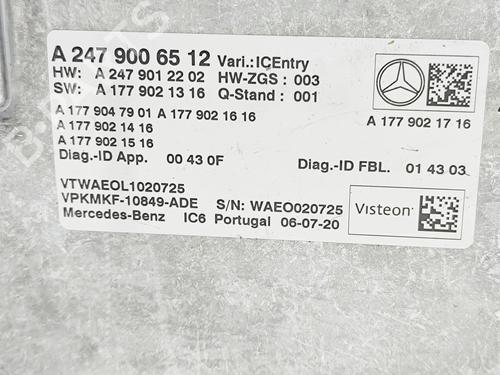 A 247 900 65 12 Vari.:ICEntry
HW: A 247 901 22 02 HW-ZGS : 003
SW: A 177 902 13 16 Q-Stand : 001
A 177 904 79 01 A 177 902 16 16
A 177 902 14 16
A 177 902 15 16
A 177 902 17 16
Diag.-ID App. 00 43 0F Diag.-ID FBL. 01 43 03
VTWAEOL1020725
VPKMKF-10849-ADE S/N: WAEO020725
Mercedes-Benz IC6 Portugal 06-07-20
Visteon